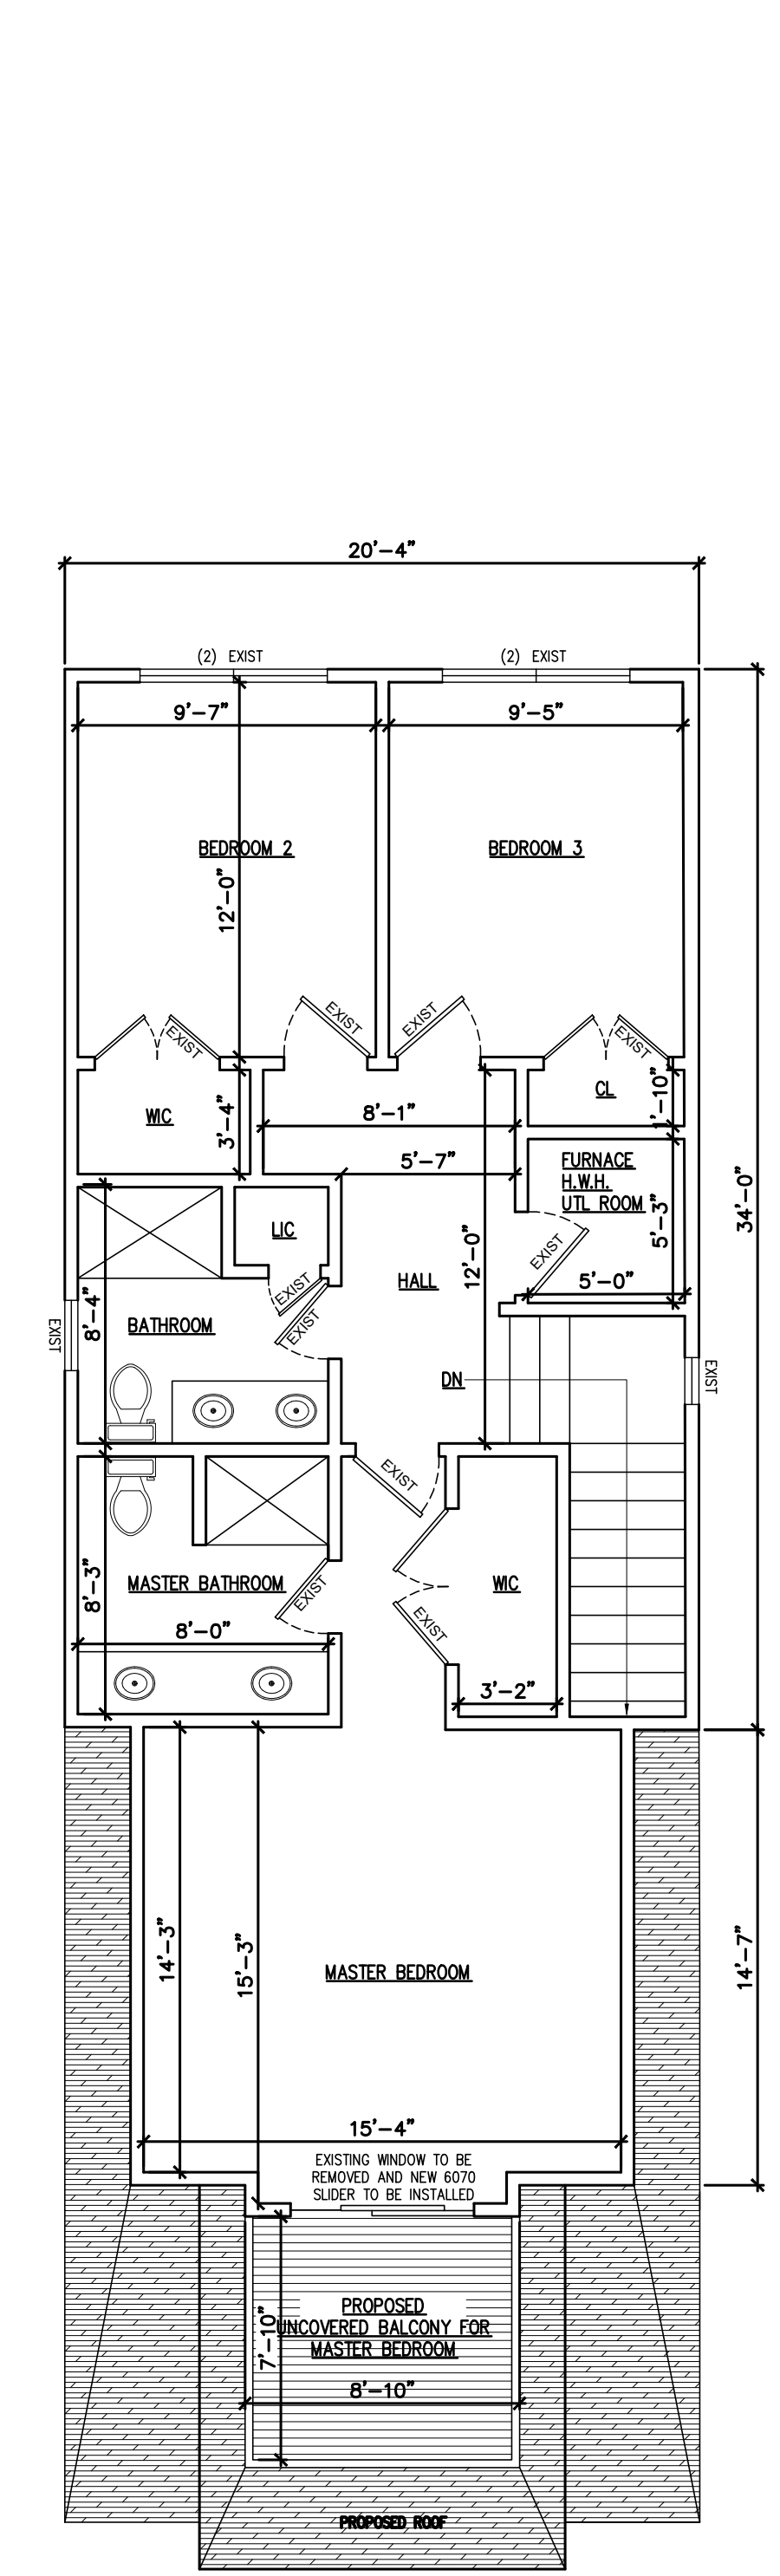 20'-4"
(2) EXIST
(2) EXIST
9'-7"
9'-5"
BEDROOM 2
BEDROOM 3
12'-0"
EXIST
EXIST
EXIST
EXIST
WIC
3'-4"
8'-1"
CL
1'-10"
5'-7"
FURNACE
H.W.H.
UTL ROOM
5'-3"
34'-0"
LIC
HALL
12'-0"
EXIST
5'-0"
EXIST
EXIST
8'-4"
BATHROOM
EXIST
EXIST
DN
EXIST
8'-3"
MASTER BATHROOM
EXIST
WIC
EXIST
8'-0"
3'-2"
14'-3"
15'-3"
MASTER BEDROOM
14'-7"
15'-4"
EXISTING WINDOW TO BE
REMOVED AND NEW 6070
SLIDER TO BE INSTALLED
PROPOSED
UNCOVERED BALCONY FOR
MASTER BEDROOM
7'-10"
8'-10"
PROPOSED ROOF